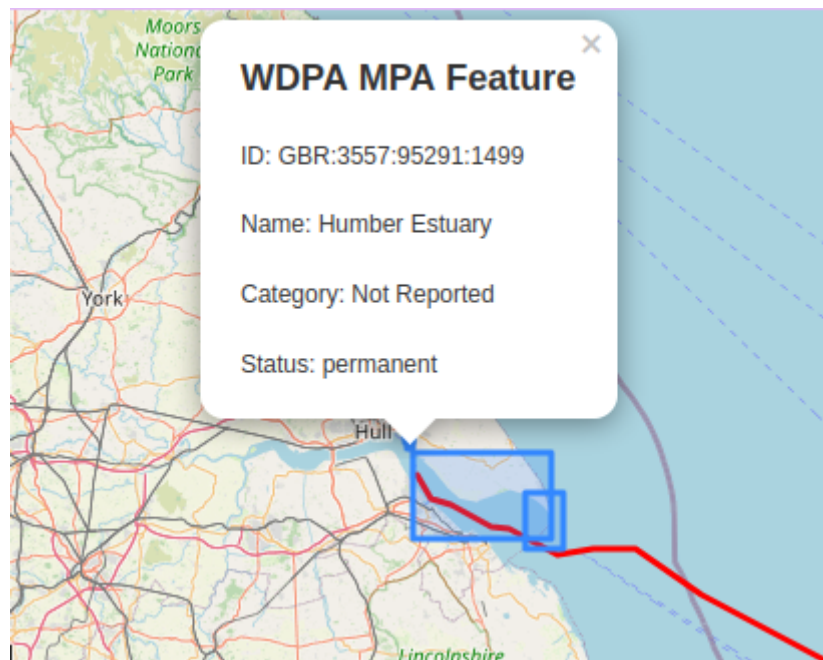 Moors
Nation
Park
×
WDPA MPA Feature
ID: GBR:3557:95291:1499
Name: Humber Estuary
Category: Not Reported
Status: permanent
York
Hull
Lincolnshire